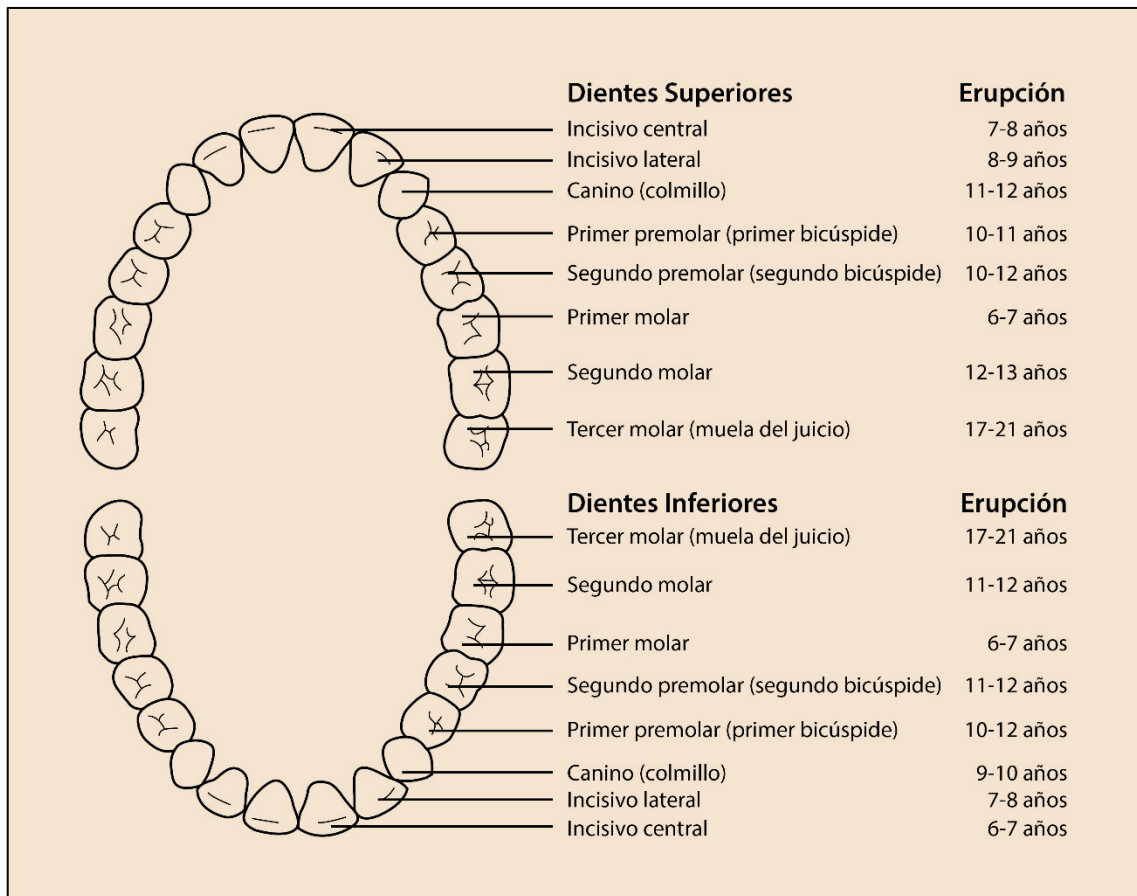 Dientes Superiores Erupción
Incisivo central 7-8 años
Incisivo lateral 8-9 años
Canino (colmillo) 11-12 años
Primer premolar (primer bicúspide) 10-11 años
Segundo premolar (segundo bicúspide) 10-12 años
Primer molar 6-7 años
Segundo molar 12-13 años
Tercer molar (muela del juicio) 17-21 años
Dientes Inferiores Erupción
Tercer molar (muela del juicio) 17-21 años
Segundo molar 11-12 años
Primer molar 6-7 años
Segundo premolar (segundo bicúspide) 11-12 años
Primer premolar (primer bicúspide) 10-12 años
Canino (colmillo) 9-10 años
Incisivo lateral 7-8 años
Incisivo central 6-7 años